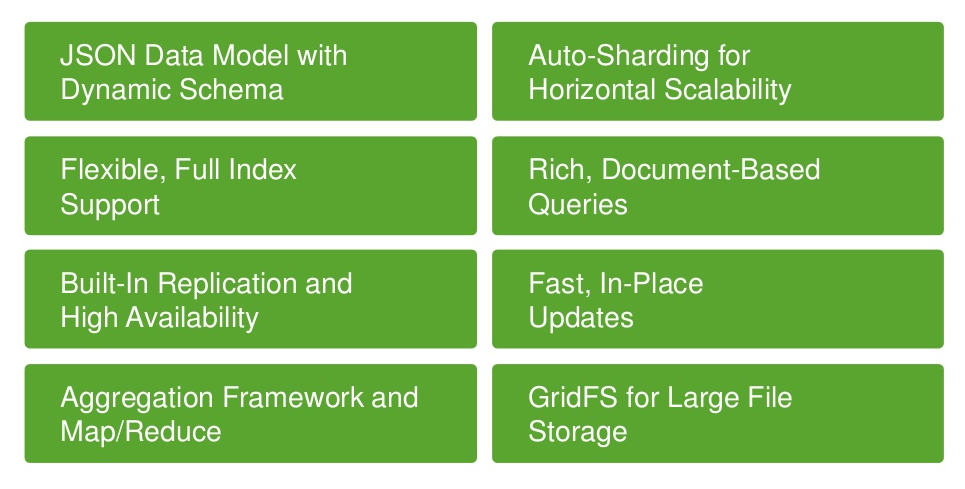 JSON Data Model with
Dynamic Schema
Auto-Sharding for
Horizontal Scalability
Flexible, Full Index
Support
Rich, Document-Based
Queries
Built-In Replication and
High Availability
Fast, In-Place
Updates
Aggregation Framework and
Map/Reduce
GridFS for Large File
Storage